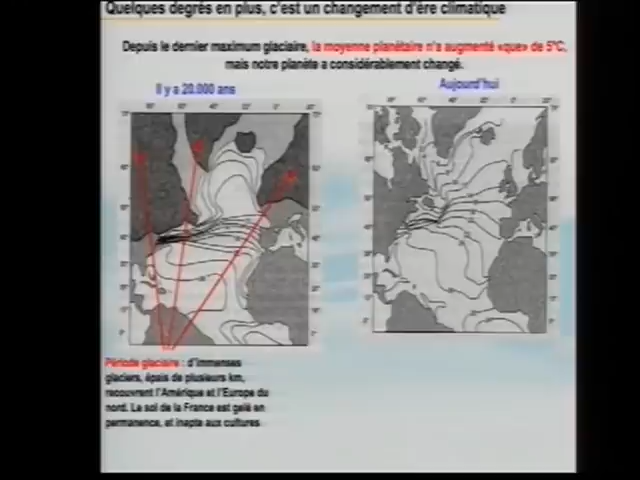 Quelques degrés en plus, c'est un changement d'ère climatique
Depuis le dernier maximum glaciaire, la moyenne planétaire n'a augmenté «que» de 5°C,
mais notre planète a considérablement changé.
Il y a 20.000 ans
Aujourd'hui
Période glaciaire : d'immenses
glaciers, épais de plusieurs km,
recouvrent l'Amérique et l'Europe du
nord. Le sol de la France est gelé en
permanence, et inapte aux cultures